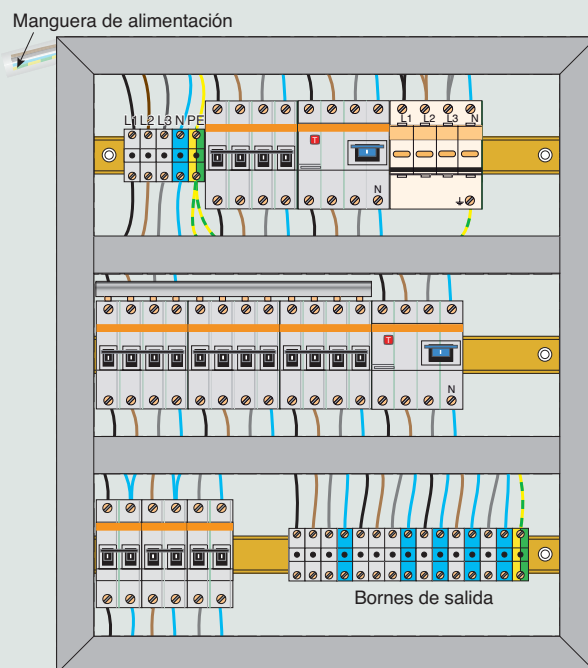 Manguera de alimentación
L1 L2 L3 N PE
L1 L2 L3 N
T
N
T
N
Bornes de salida